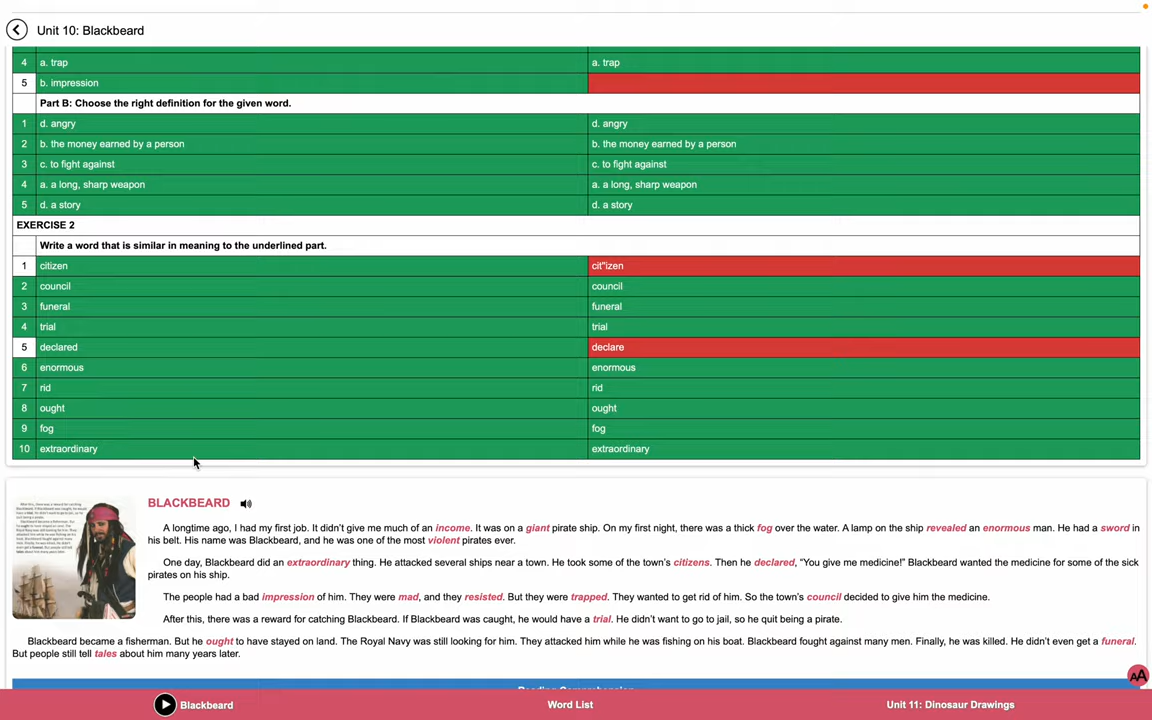 Unit 10: Blackbeard
4 a. trap a. trap
5 b. impression
Part B: Choose the right definition for the given word.
1 d. angry d. angry
2 b. the money earned by a person b. the money earned by a person
3 c. to fight against c. to fight against
4 a. a long, sharp weapon a. a long, sharp weapon
5 d. a story d. a story
EXERCISE 2
Write a word that is similar in meaning to the underlined part.
1 citizen cit"izen
2 council council
3 funeral funeral
4 trial trial
5 declared declare
6 enormous enormous
7 rid rid
8 ought ought
9 fog fog
10 extraordinary extraordinary
BLACKBEARD
A longtime ago, I had my first job. It didn't give me much of an income. It was on a giant pirate ship. On my first night, there was a thick fog over the water. A lamp on the ship revealed an enormous man. He had a sword in
his belt. His name was Blackbeard, and he was one of the most violent pirates ever.
One day, Blackbeard did an extraordinary thing. He attacked several ships near a town. He took some of the town's citizens. Then he declared, "You give me medicine!" Blackbeard wanted the medicine for some of the sick
pirates on his ship.
The people had a bad impression of him. They were mad, and they resisted. But they were trapped. They wanted to get rid of him. So the town's council decided to give him the medicine.
After this, there was a reward for catching Blackbeard. If Blackbeard was caught, he would have a trial. He didn't want to go to jail, so he quit being a pirate.
Blackbeard became a fisherman. But he ought to have stayed on land. The Royal Navy was still looking for him. They attacked him while he was fishing on his boat. Blackbeard fought against many men. Finally, he was killed. He didn't even get a funeral.
But people still tell tales about him many years later.
AA
Blackbeard Word List Unit 11: Dinosaur Drawings